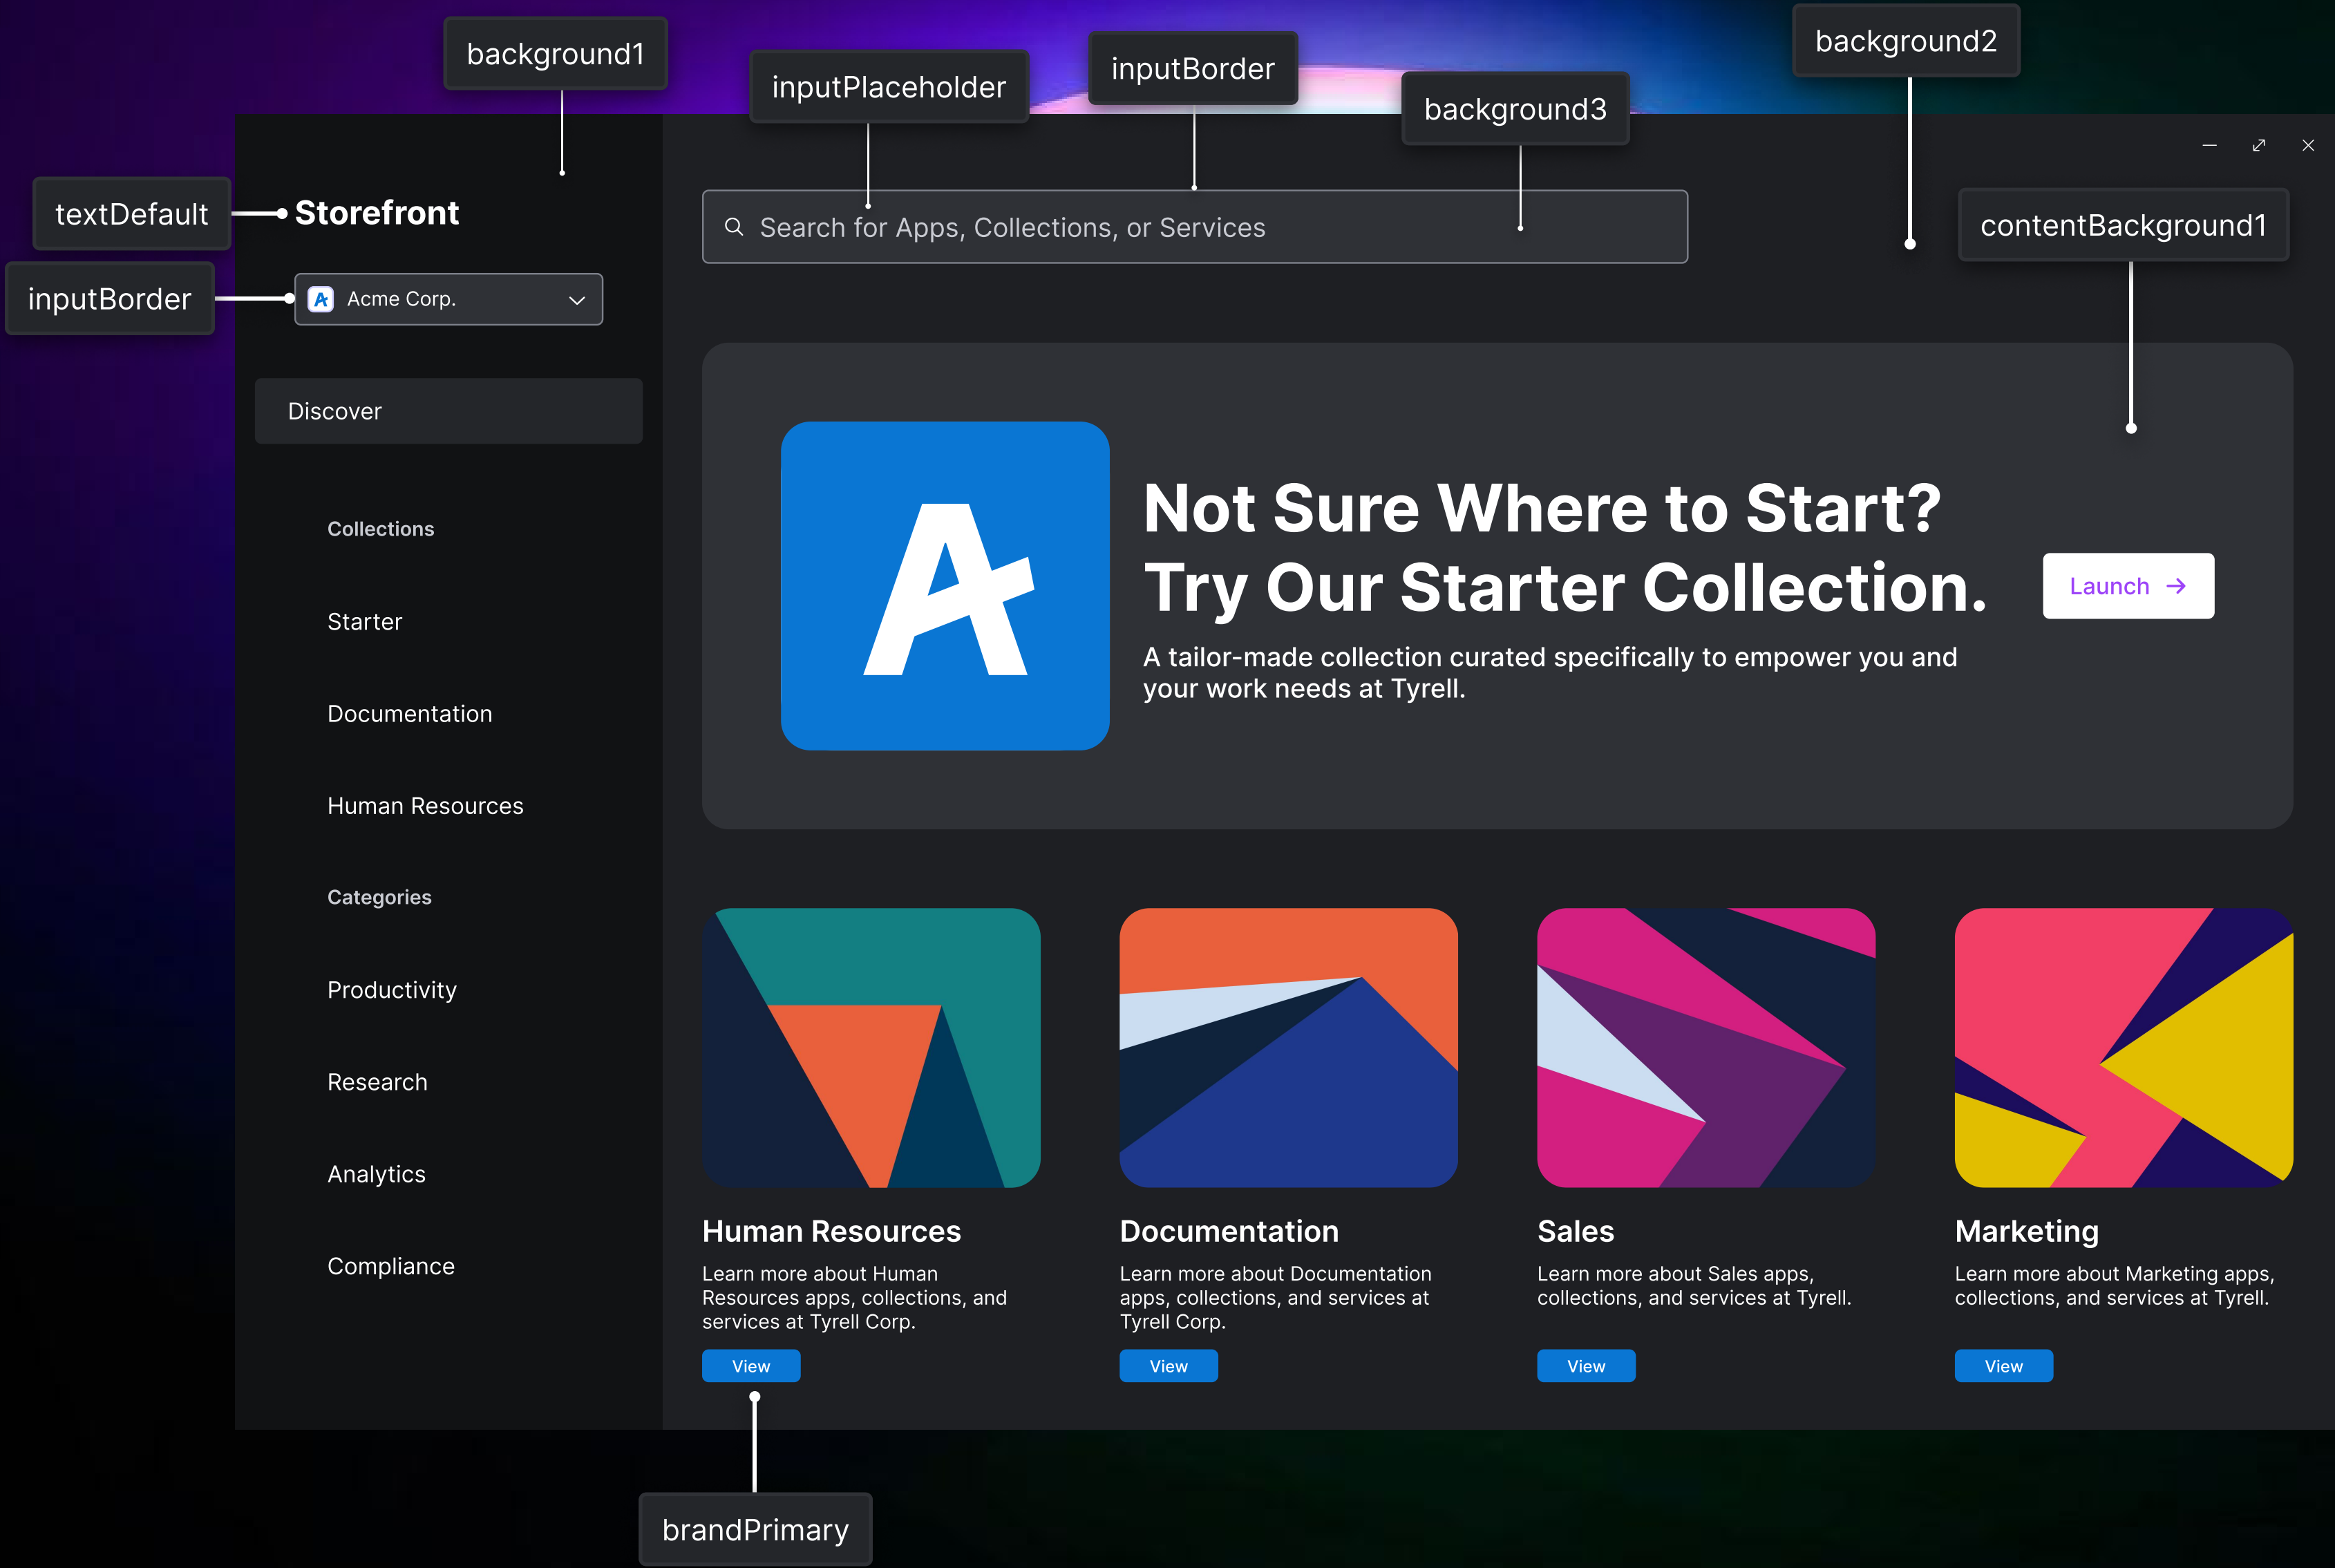 background1
inputPlaceholder
inputBorder
background3
background2
textDefault
inputBorder
contentBackground1
Storefront
A Acme Corp.
Discover
Collections
Starter
Documentation
Human Resources
Categories
Productivity
Research
Analytics
Compliance
Search for Apps, Collections, or Services
A
Not Sure Where to Start?
Try Our Starter Collection.
A tailor-made collection curated specifically to empower you and
your work needs at Tyrell.
Launch
Human Resources
Learn more about Human
Resources apps, collections, and
services at Tyrell Corp.
View
Documentation
Learn more about Documentation
apps, collections, and services at
Tyrell Corp.
View
Sales
Learn more about Sales apps,
collections, and services at Tyrell.
View
Marketing
Learn more about Marketing apps,
collections, and services at Tyrell.
View
brandPrimary